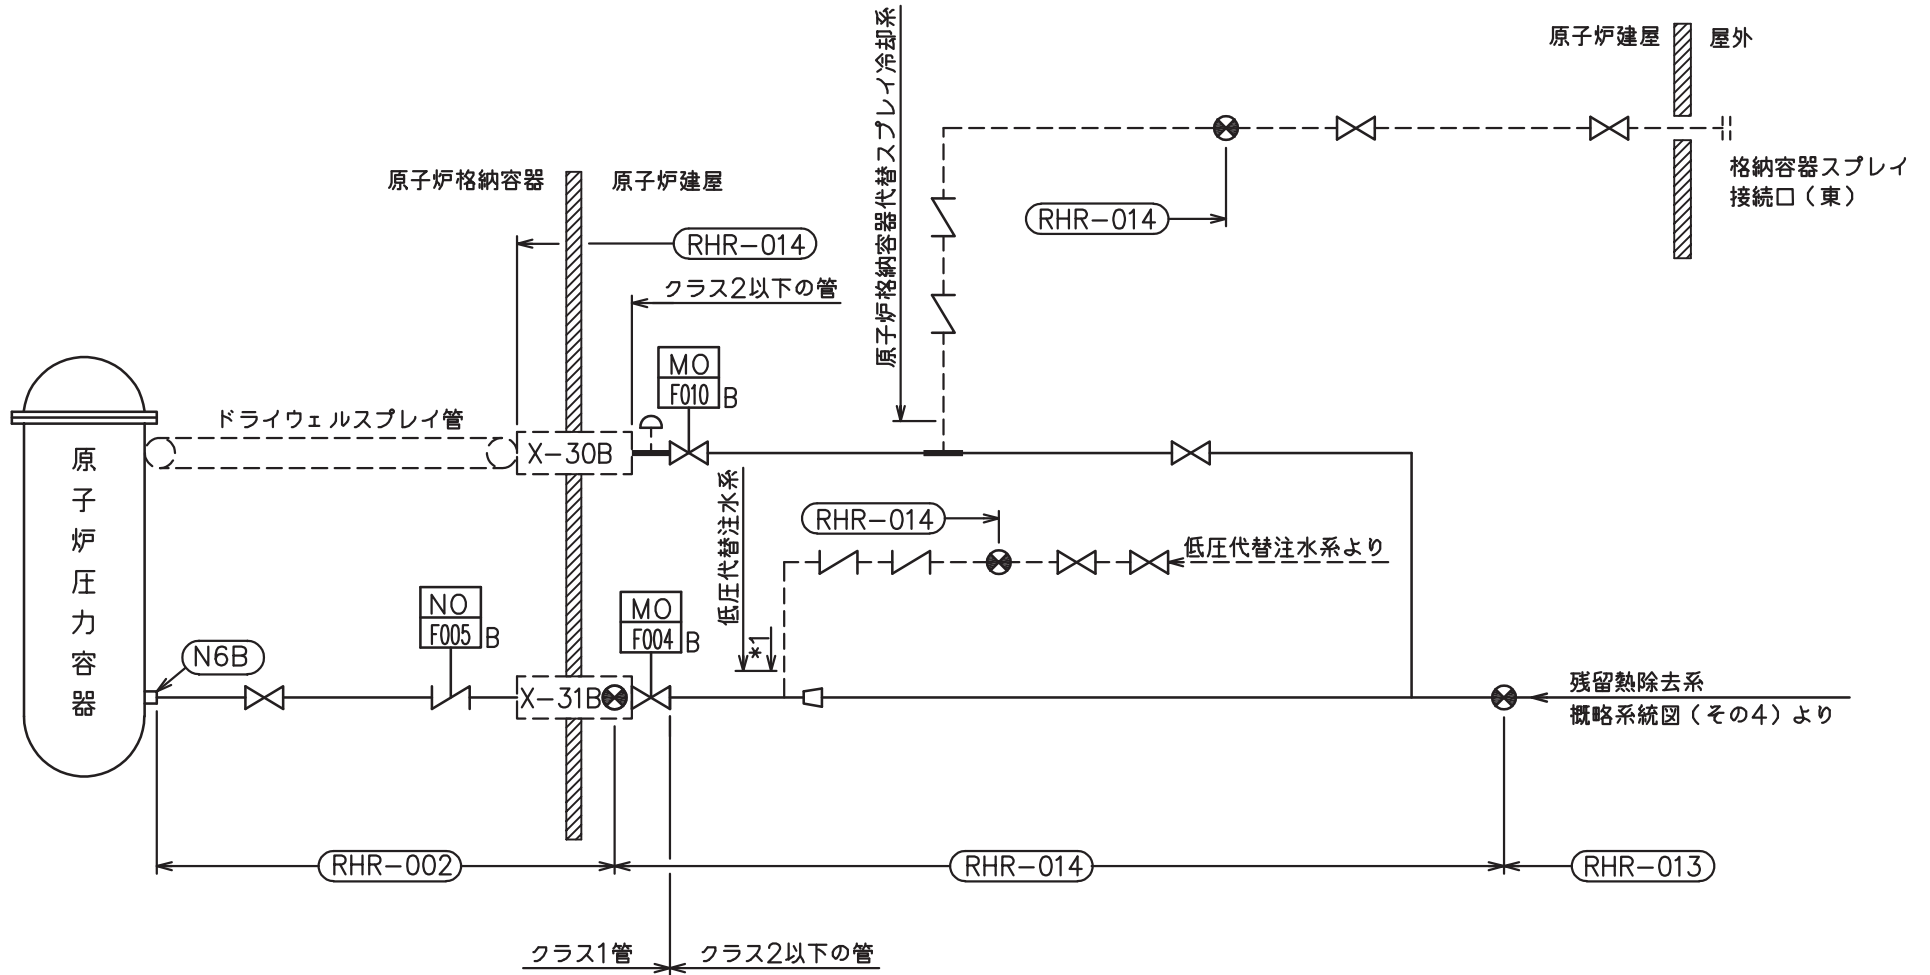 原子炉建屋
屋外
格納容器スプレイ
接続口(東)
原子炉格納容器代替スプレイ冷却系
RHR-014
原子炉格納容器
原子炉建屋
RHR-014
クラス2以下の管
MO
F010
B
ドライウェルスプレイ管
X-30B
原子炉圧力容器
低圧代替注水系
RHR-014
低圧代替注水系より
NO
F005
B
MO
F004
B
*1
N6B
X-31B
残留熱除去系
概略系統図(その4)より
RHR-002
RHR-014
RHR-013
クラス1管
クラス2以下の管